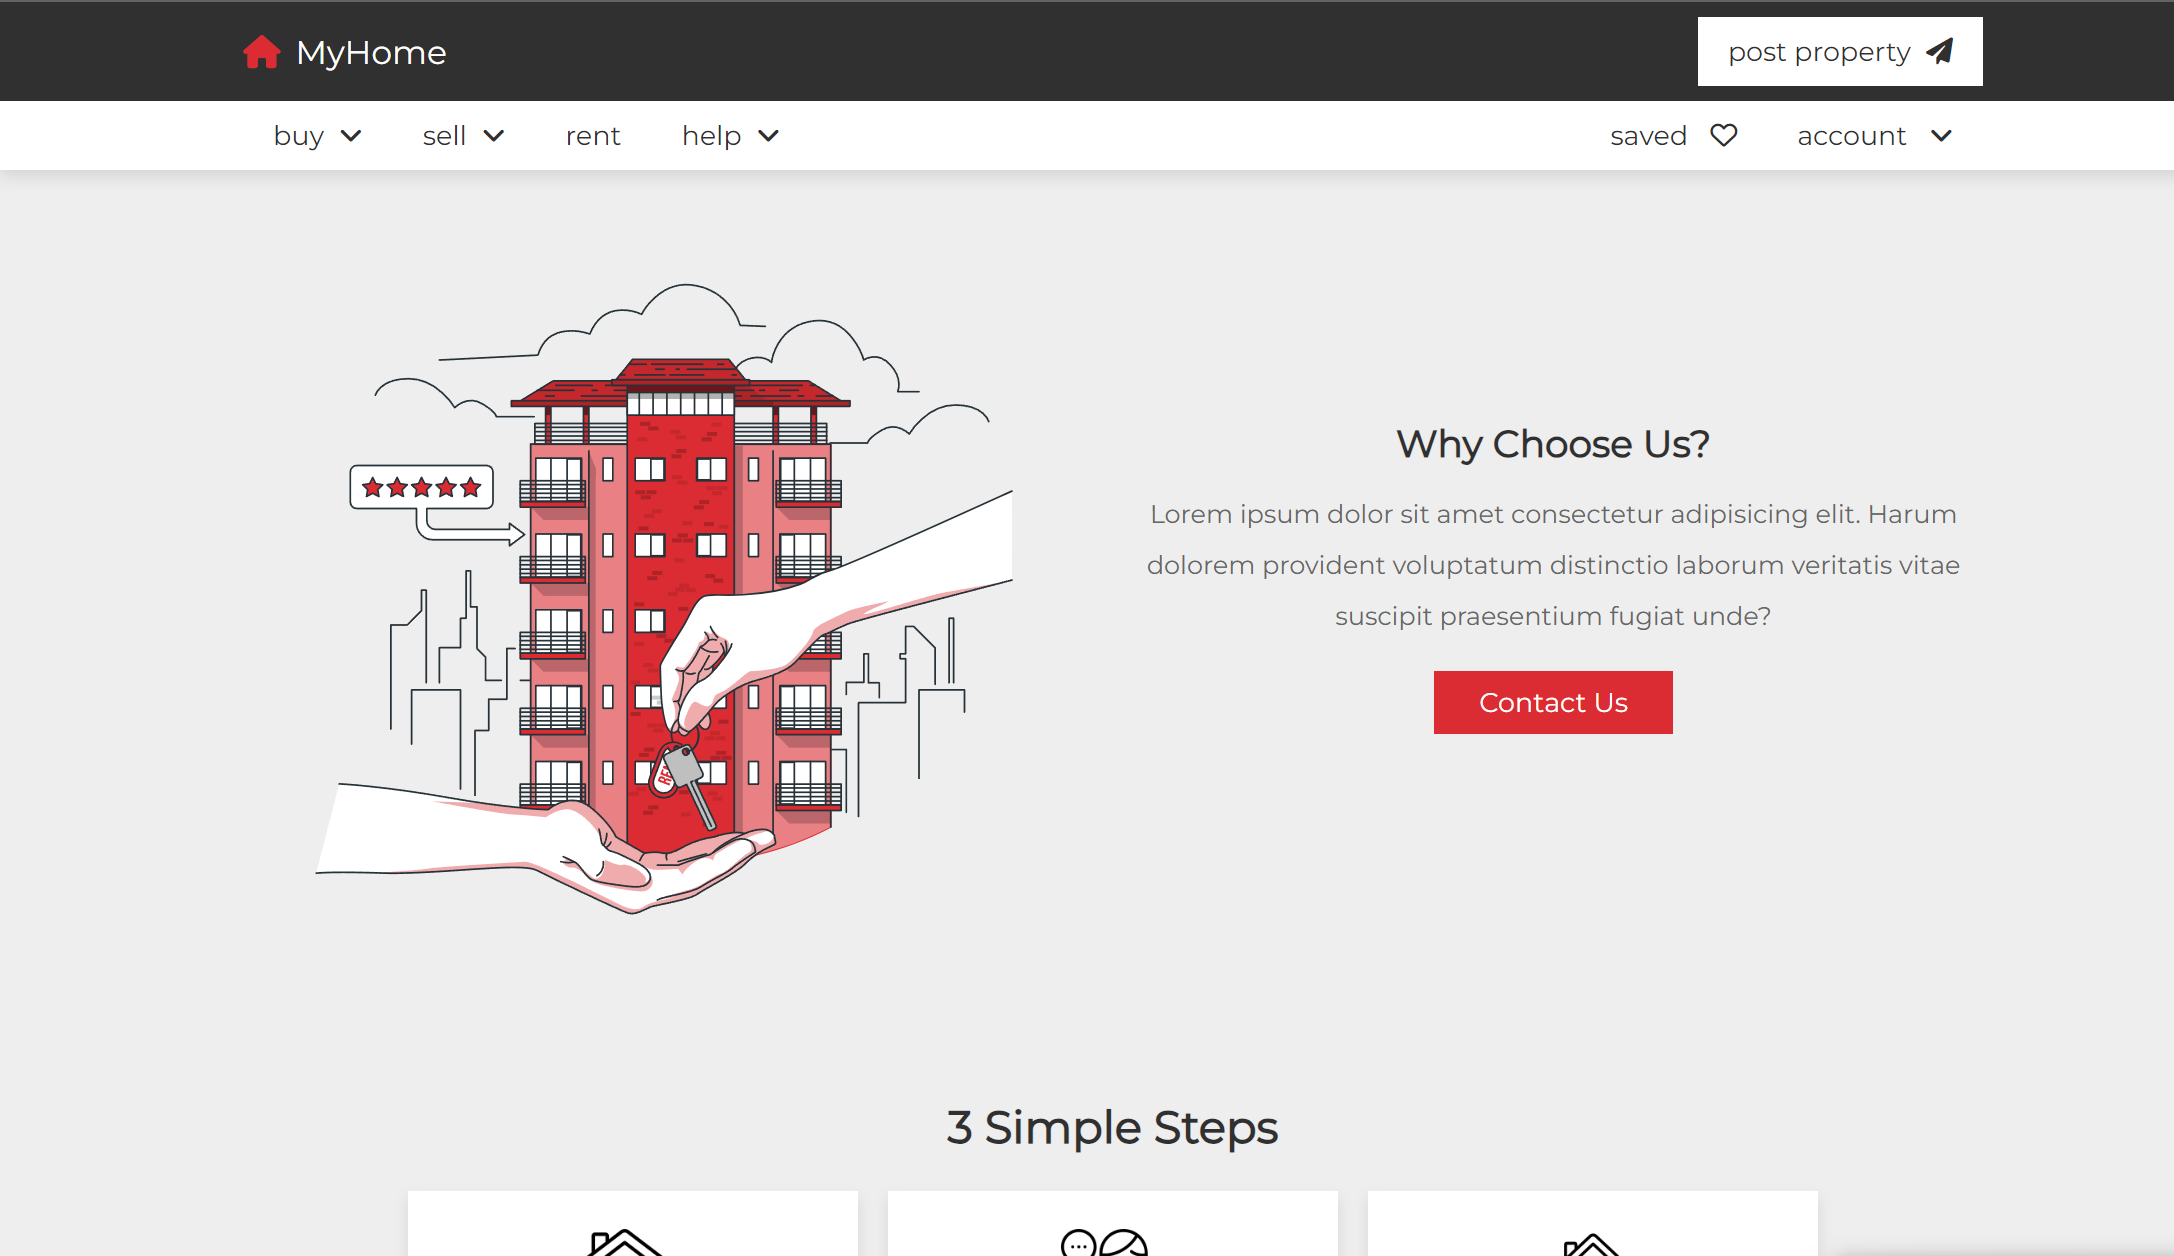 MyHome
post property
buy
sell
rent
help
saved
account
Why Choose Us?
Lorem ipsum dolor sit amet consectetur adipisicing elit. Harum
dolorem provident voluptatum distinctio laborum veritatis vitae
suscipit praesentium fugiat unde?
Contact Us
3 Simple Steps